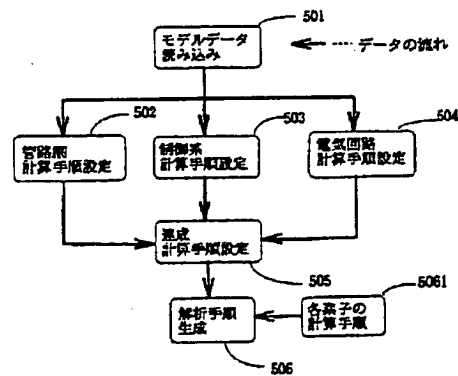 501
モデルデータ
読み込み
データの流れ
502
503
504
管路網
計算手順設定
制御系
計算手順設定
電気回路
計算手順設定
連成
計算手順設定
505
5061
解析手順
生成
各素子の
計算手順
506